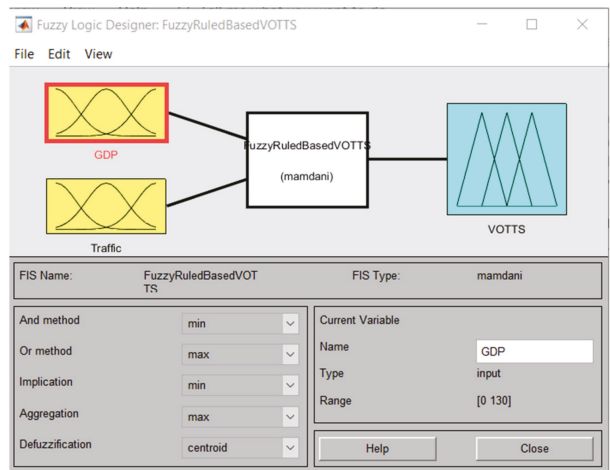 Fuzzy Logic Designer: FuzzyRuledBasedVOTTS
File Edit View
GDP
Traffic
FuzzyRuledBasedVOTTS
(mamdani)
VOTTS
FIS Name: FuzzyRuledBasedVOT
TS
FIS Type: mamdani
And method min
Or method max
Implication min
Aggregation max
Defuzzification centroid
Current Variable
Name GDP
Type input
Range [0 130]
Help Close